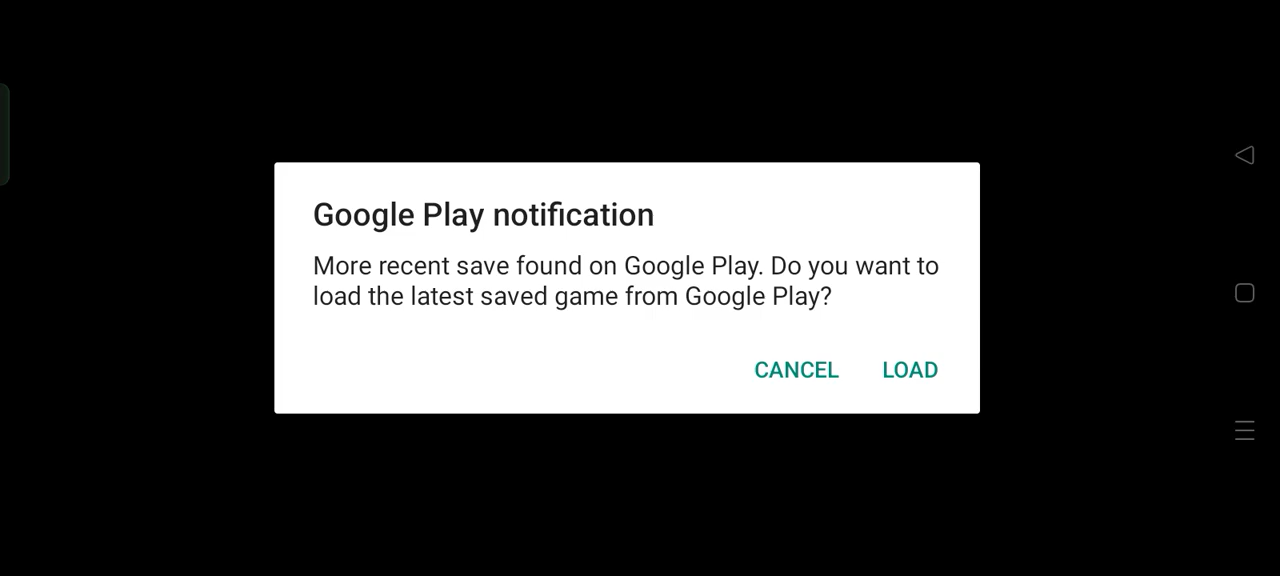 Google Play notification
More recent save found on Google Play. Do you want to
load the latest saved game from Google Play?
CANCEL LOAD